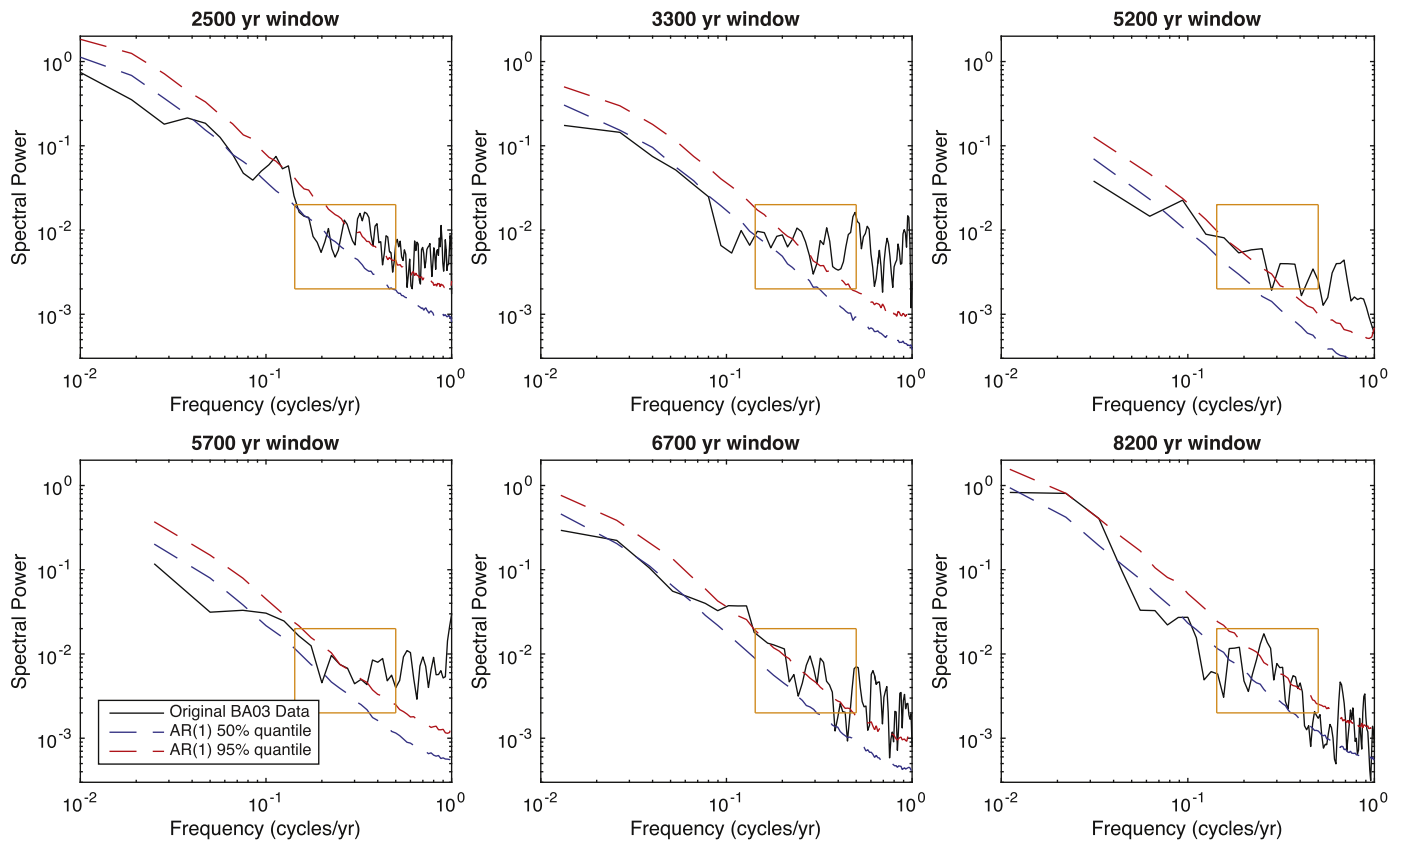 2500 yr window
3300 yr window
5200 yr window
10^0
10^-1
10^-2
10^-3
Spectral Power
10^-2
10^-1
10^0
Frequency (cycles/yr)
10^0
10^-1
10^-2
10^-3
Spectral Power
10^-2
10^-1
10^0
Frequency (cycles/yr)
10^0
10^-1
10^-2
10^-3
Spectral Power
10^-2
10^-1
10^0
Frequency (cycles/yr)
5700 yr window
6700 yr window
8200 yr window
10^0
10^-1
10^-2
10^-3
Spectral Power
Original BA03 Data
AR(1) 50% quantile
AR(1) 95% quantile
10^-2
10^-1
10^0
Frequency (cycles/yr)
10^0
10^-1
10^-2
10^-3
Spectral Power
10^-2
10^-1
10^0
Frequency (cycles/yr)
10^0
10^-1
10^-2
10^-3
Spectral Power
10^-2
10^-1
10^0
Frequency (cycles/yr)